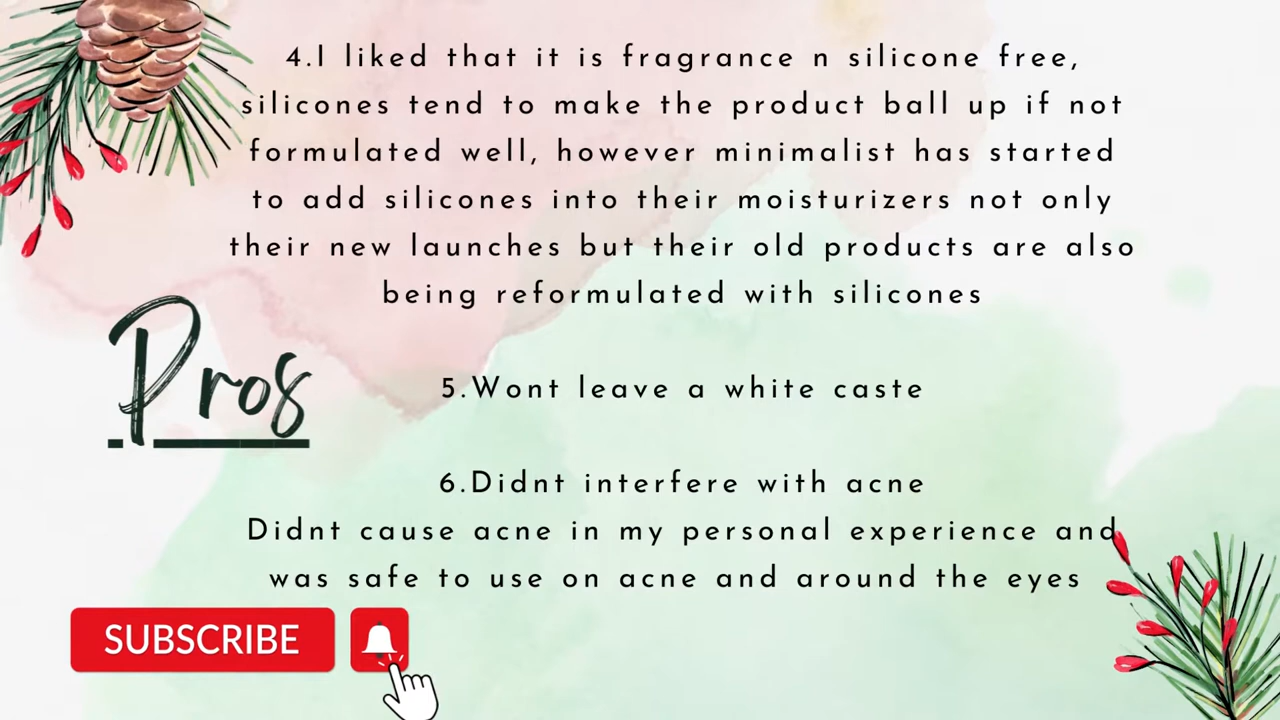 4.I liked that it is fragrance n silicone free,
silicones tend to make the product ball up if not
formulated well, however minimalist has started
to add silicones into their moisturizers not only
their new launches but their old products are also
being reformulated with silicones
Pros
5.Wont leave a white caste
6.Didnt interfere with acne
Didnt cause acne in my personal experience and
was safe to use on acne and around the eyes
SUBSCRIBE